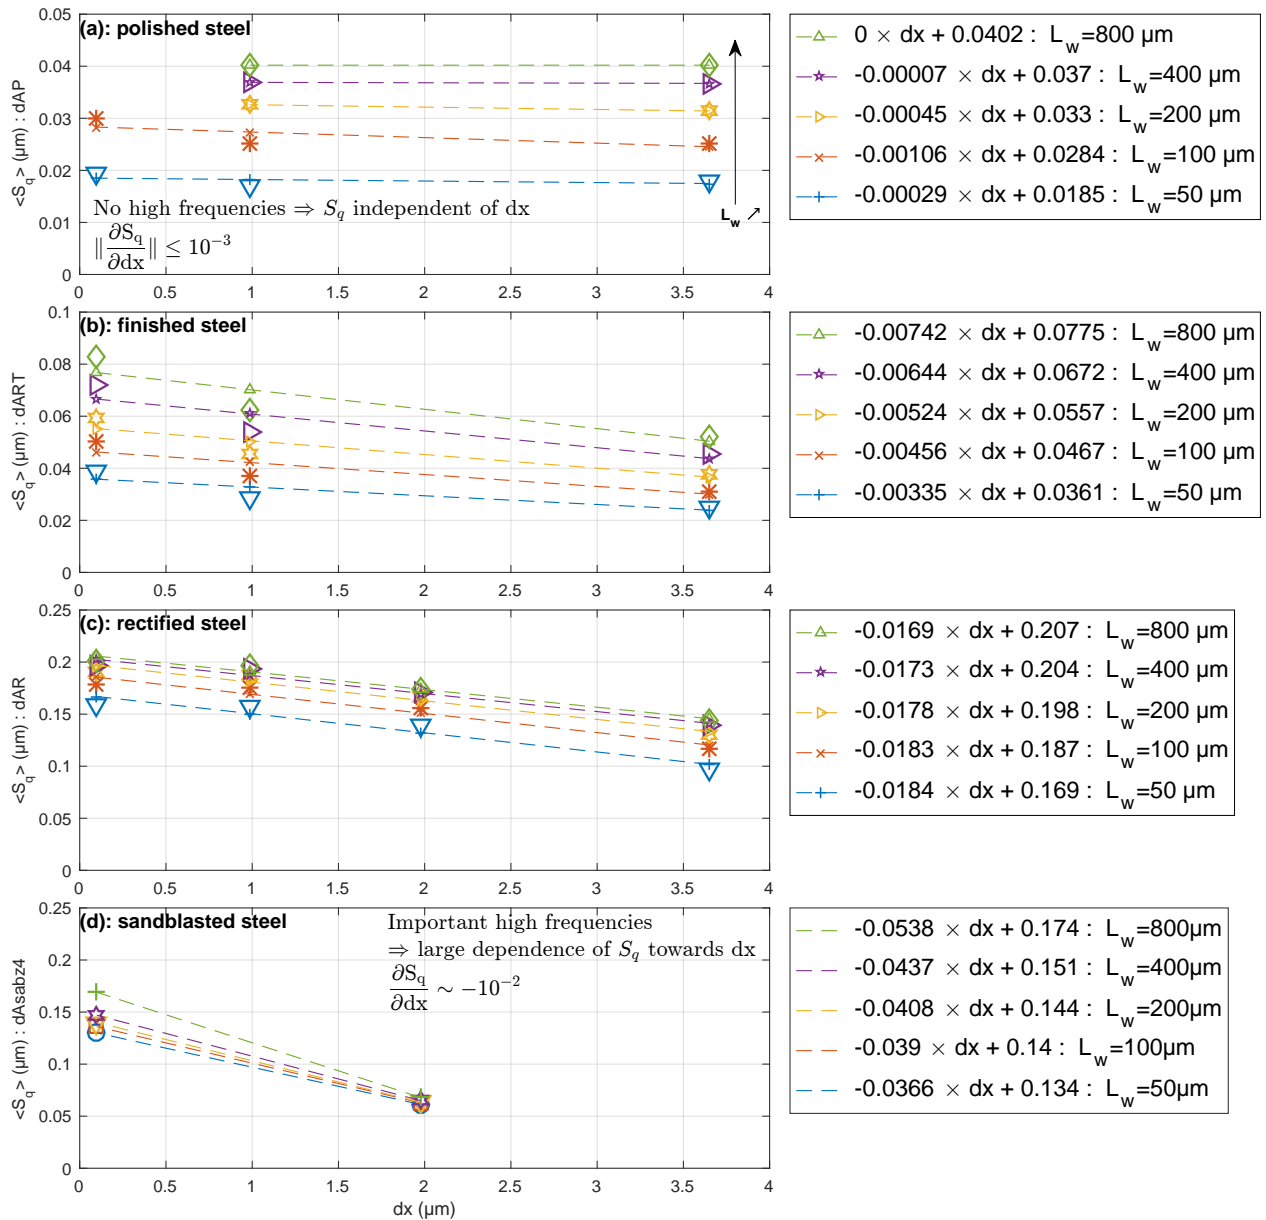 (a): polished steel
<S_q> (µm) : dAP
0.05
0.04
0.03
0.02
0.01
0
No high frequencies ⇒ S_q independent of dx
‖∂S_q/∂dx‖ ≤ 10^{-3}
L_w ↗
0 0.5 1 1.5 2 2.5 3 3.5 4
0 × dx + 0.0402 : L_w=800 µm
-0.00007 × dx + 0.037 : L_w=400 µm
-0.00045 × dx + 0.033 : L_w=200 µm
-0.00106 × dx + 0.0284 : L_w=100 µm
-0.00029 × dx + 0.0185 : L_w=50 µm
(b): finished steel
<S_q> (µm) : dART
0.1
0.08
0.06
0.04
0.02
0
0 0.5 1 1.5 2 2.5 3 3.5 4
-0.00742 × dx + 0.0775 : L_w=800 µm
-0.00644 × dx + 0.0672 : L_w=400 µm
-0.00524 × dx + 0.0557 : L_w=200 µm
-0.00456 × dx + 0.0467 : L_w=100 µm
-0.00335 × dx + 0.0361 : L_w=50 µm
(c): rectified steel
<S_q> (µm) : dAR
0.25
0.2
0.15
0.1
0.05
0
0 0.5 1 1.5 2 2.5 3 3.5 4
-0.0169 × dx + 0.207 : L_w=800 µm
-0.0173 × dx + 0.204 : L_w=400 µm
-0.0178 × dx + 0.198 : L_w=200 µm
-0.0183 × dx + 0.187 : L_w=100 µm
-0.0184 × dx + 0.169 : L_w=50 µm
(d): sandblasted steel
<S_q> (µm) : dAsabz4
0.25
0.2
0.15
0.1
0.05
0
Important high frequencies
⇒ large dependence of S_q towards dx
∂S_q/∂dx ∼ −10^{-2}
0 0.5 1 1.5 2 2.5 3 3.5 4
dx (µm)
-0.0538 × dx + 0.174 : L_w=800µm
-0.0437 × dx + 0.151 : L_w=400µm
-0.0408 × dx + 0.144 : L_w=200µm
-0.039 × dx + 0.14 : L_w=100µm
-0.0366 × dx + 0.134 : L_w=50µm